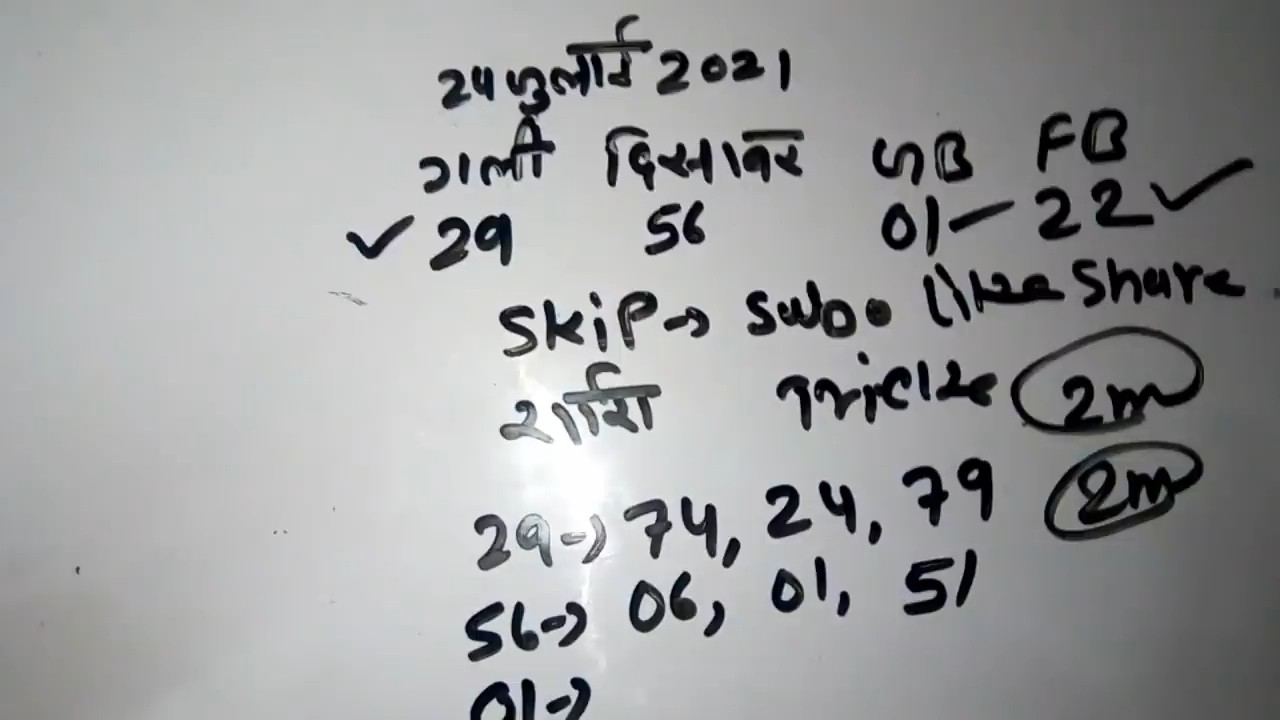 24 जुलाई 2021
गली दिसावर GB FB
✓ 29 56 01 — 22 ✓
SKiP → Like Share
राशि 2m
29 → 74, 24, 79 2m
56 → 06, 01, 51
01 →